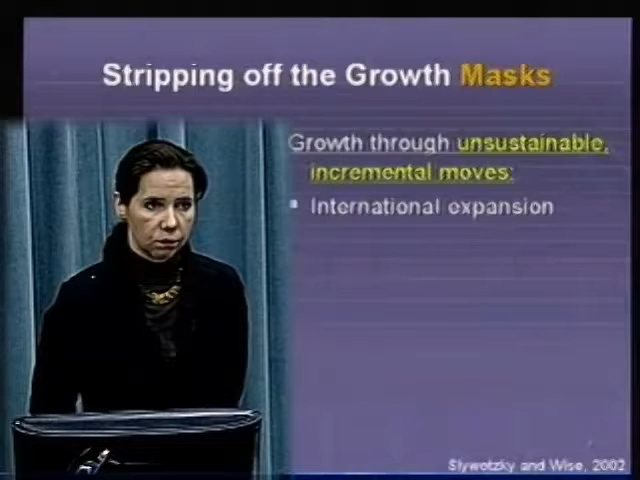 Stripping off the Growth Masks
Growth through unsustainable,
incremental moves:
International expansion
Slywotzky and Wise, 2002